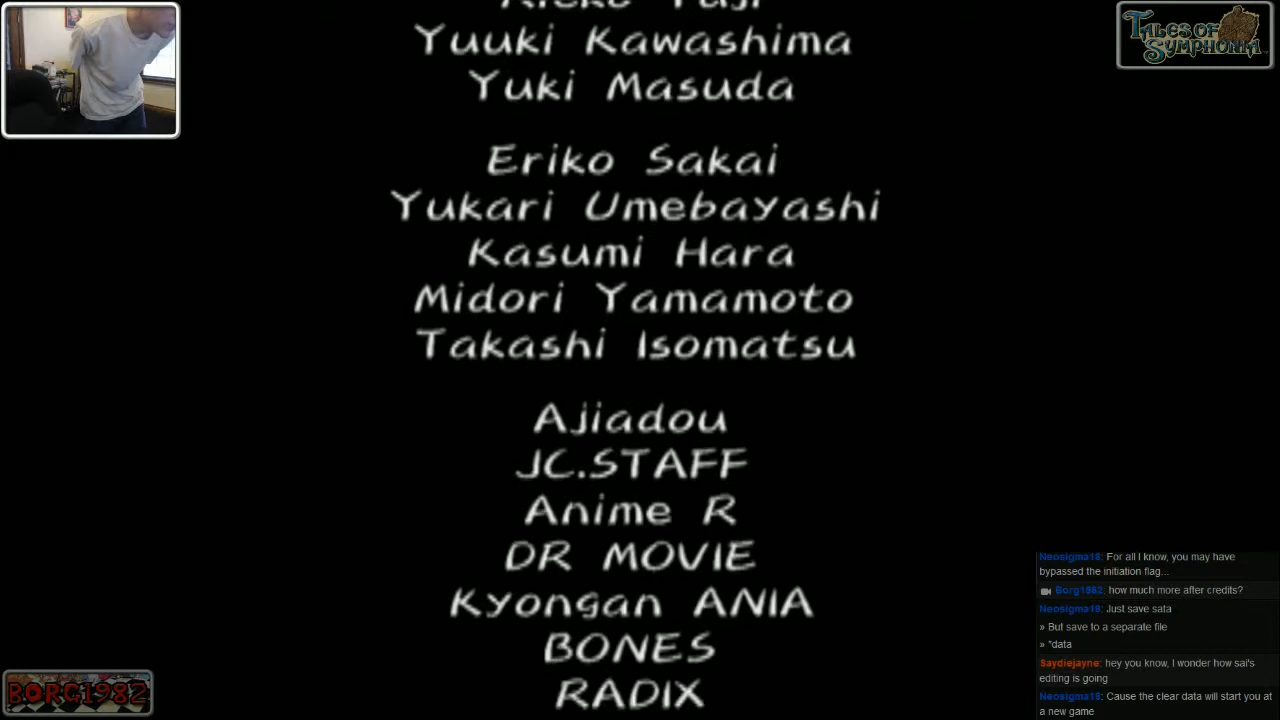 Yuuki Kawashima
Yuki Masuda
Eriko Sakai
Yukari Umebayashi
Kasumi Hara
Midori Yamamoto
Takashi Isomatsu
Ajiadou
JC.STAFF
Anime R
DR MOVIE
Kyongan ANIA
BONES
RADIX
TALES OF
SYMPHONIA
Neosigma18: For all I know, you may have
bypassed the initiation flag...
Borg1982: how much more after credits?
Neosigma18: Just save sata
» But save to a separate file
» *data
Saydiejayne: hey you know, I wonder how sai's
editing is going
Neosigma18: Cause the clear data will start you at
a new game
BORG1982